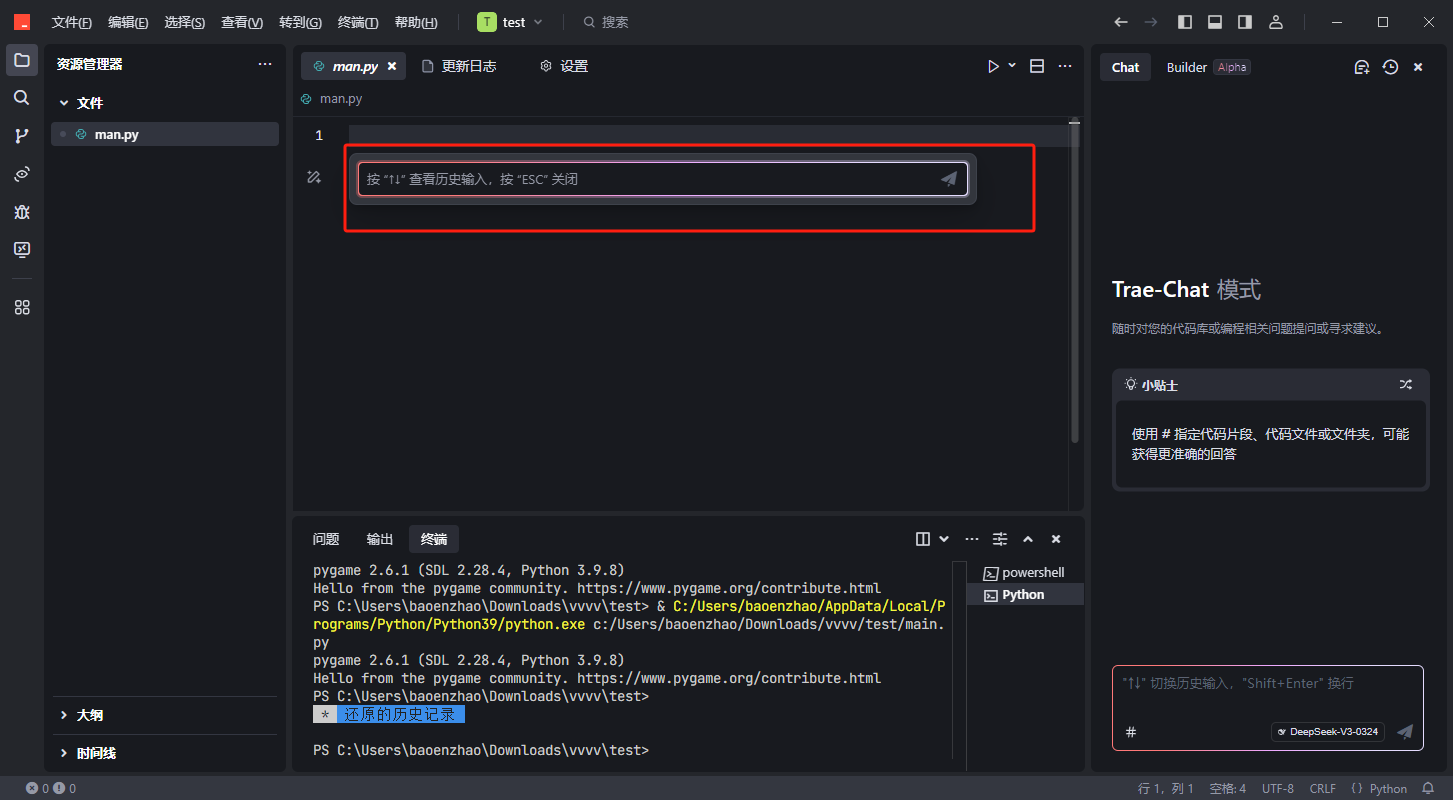 文件(F) 编辑(E) 选择(S) 查看(V) 转到(G) 终端(T) 帮助(H) T test 搜索
资源管理器
文件
man.py
大纲
时间线
man.py 更新日志 设置
man.py
1
按 “↑↓” 查看历史输入，按 “ESC” 关闭
问题 输出 终端
pygame 2.6.1 (SDL 2.28.4, Python 3.9.8)
Hello from the pygame community. https://www.pygame.org/contribute.html
PS C:\Users\baoenzhao\Downloads\vvvv\test> & C:/Users/baoenzhao/AppData/Local/P
rograms/Python/Python39/python.exe c:/Users/baoenzhao/Downloads/vvvv/test/main.
py
pygame 2.6.1 (SDL 2.28.4, Python 3.9.8)
Hello from the pygame community. https://www.pygame.org/contribute.html
PS C:\Users\baoenzhao\Downloads\vvvv\test>
* 还原的历史记录
PS C:\Users\baoenzhao\Downloads\vvvv\test>
powershell
Python
Chat Builder Alpha
Trae-Chat 模式
随时对您的代码库或编程相关问题提问或寻求建议。
小贴士
使用 # 指定代码片段、代码文件或文件夹，可能
获得更准确的回答
"↑↓" 切换历史输入，"Shift+Enter" 换行
# DeepSeek-V3-0324
0 0 行 1，列 1 空格: 4 UTF-8 CRLF {} Python